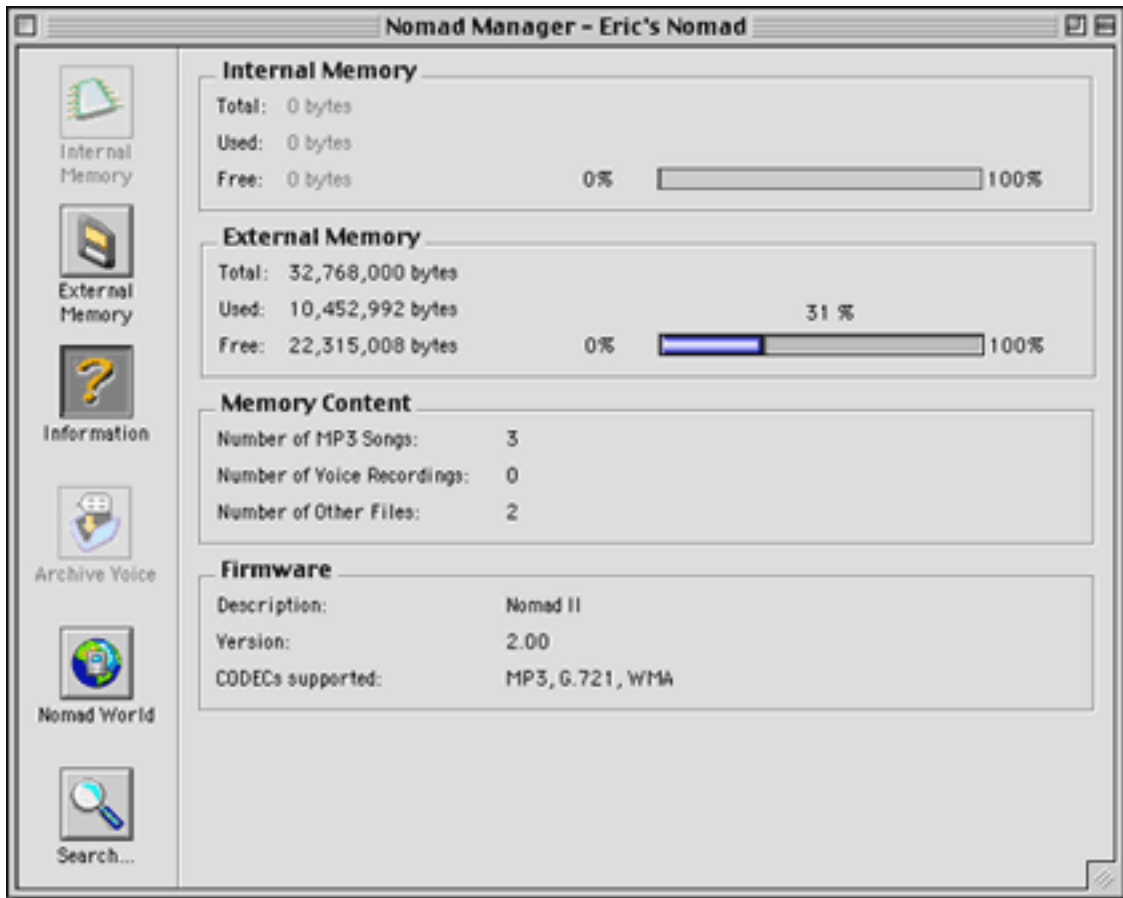 Nomad Manager - Eric's Nomad
Internal
Memory
External
Memory
Information
Archive Voice
Nomad World
Search...
Internal Memory
Total: 0 bytes
Used: 0 bytes
Free: 0 bytes 0% 100%
External Memory
Total: 32,768,000 bytes
Used: 10,452,992 bytes 31 %
Free: 22,315,008 bytes 0% 100%
Memory Content
Number of MP3 Songs: 3
Number of Voice Recordings: 0
Number of Other Files: 2
Firmware
Description: Nomad II
Version: 2.00
CODECs supported: MP3, G.721, WMA